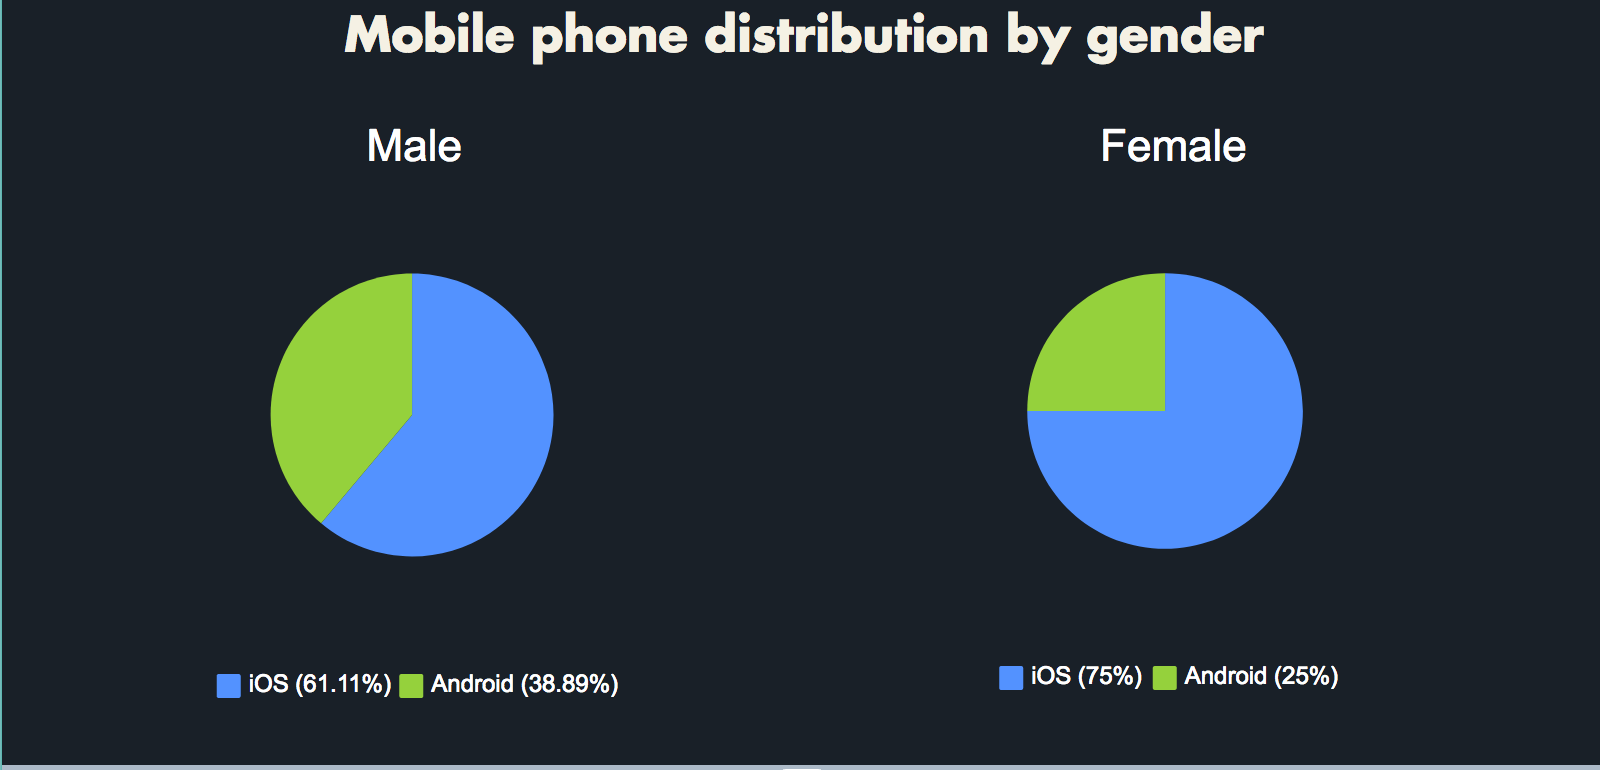 Mobile phone distribution by gender
Male
Female
iOS (61.11%) Android (38.89%)
iOS (75%) Android (25%)